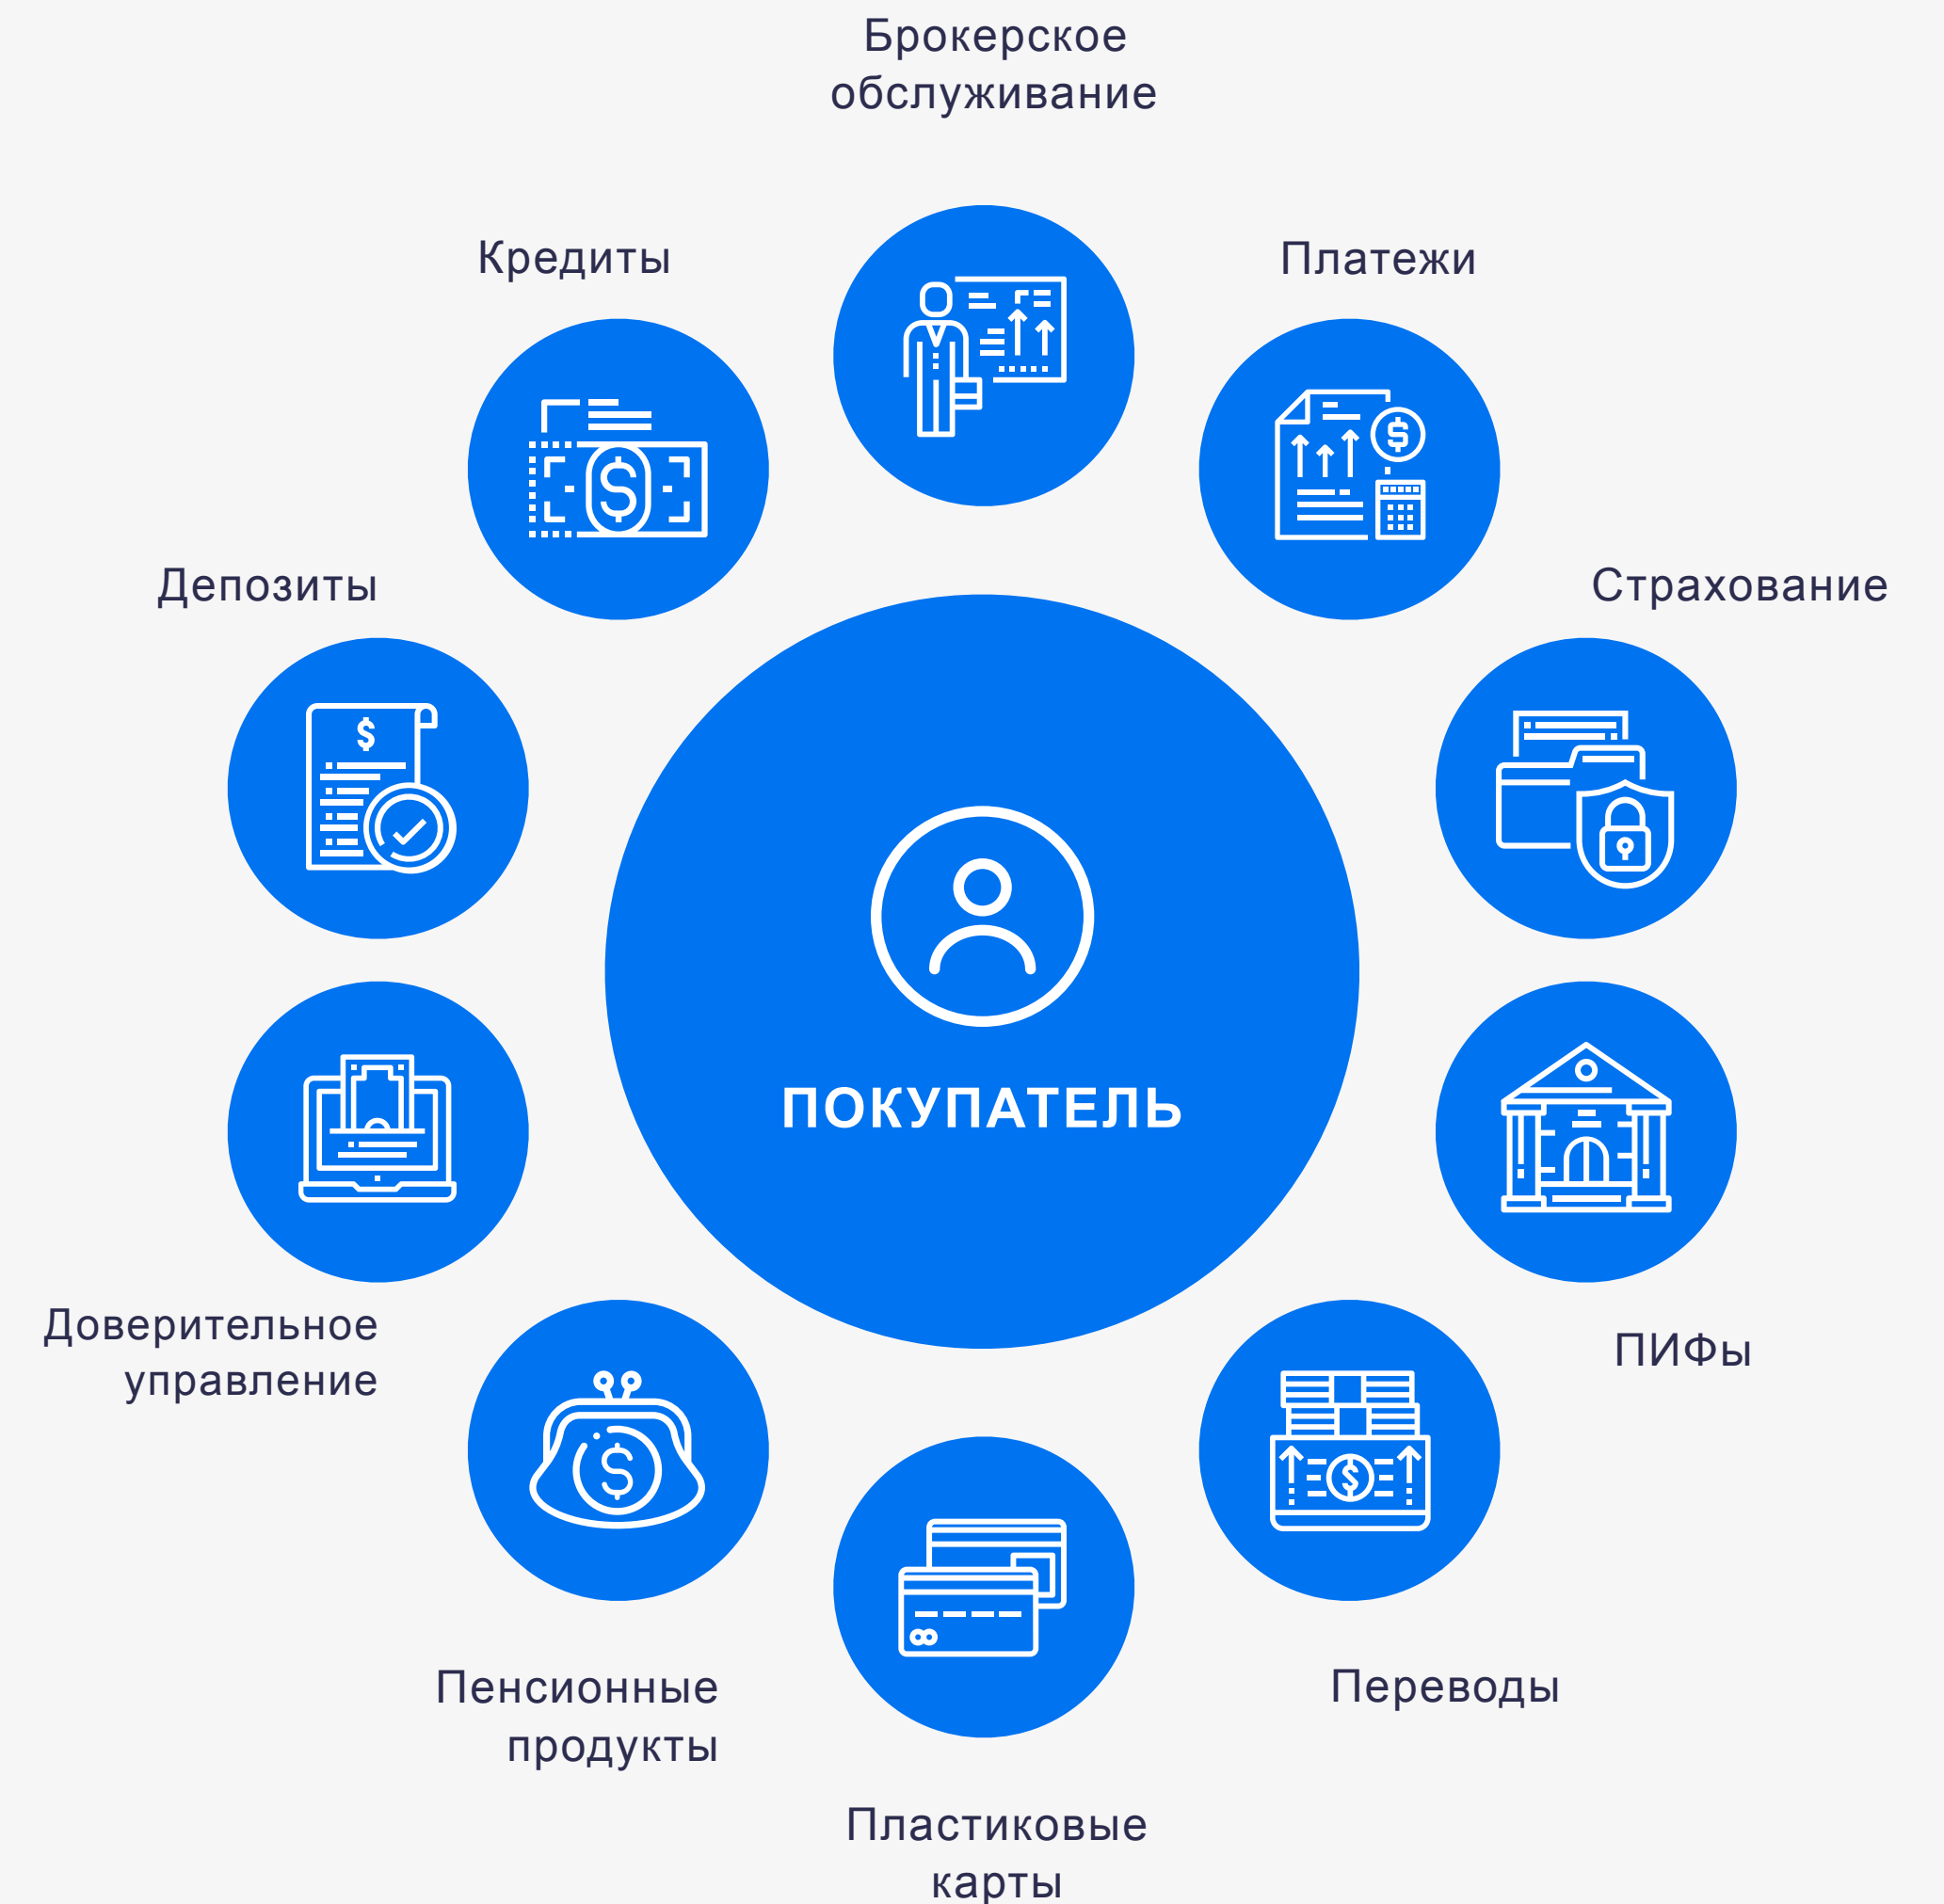 Брокерское
обслуживание
Кредиты
Платежи
Депозиты
Страхование
ПОКУПАТЕЛЬ
Доверительное
управление
ПИФы
Пенсионные
продукты
Переводы
Пластиковые
карты